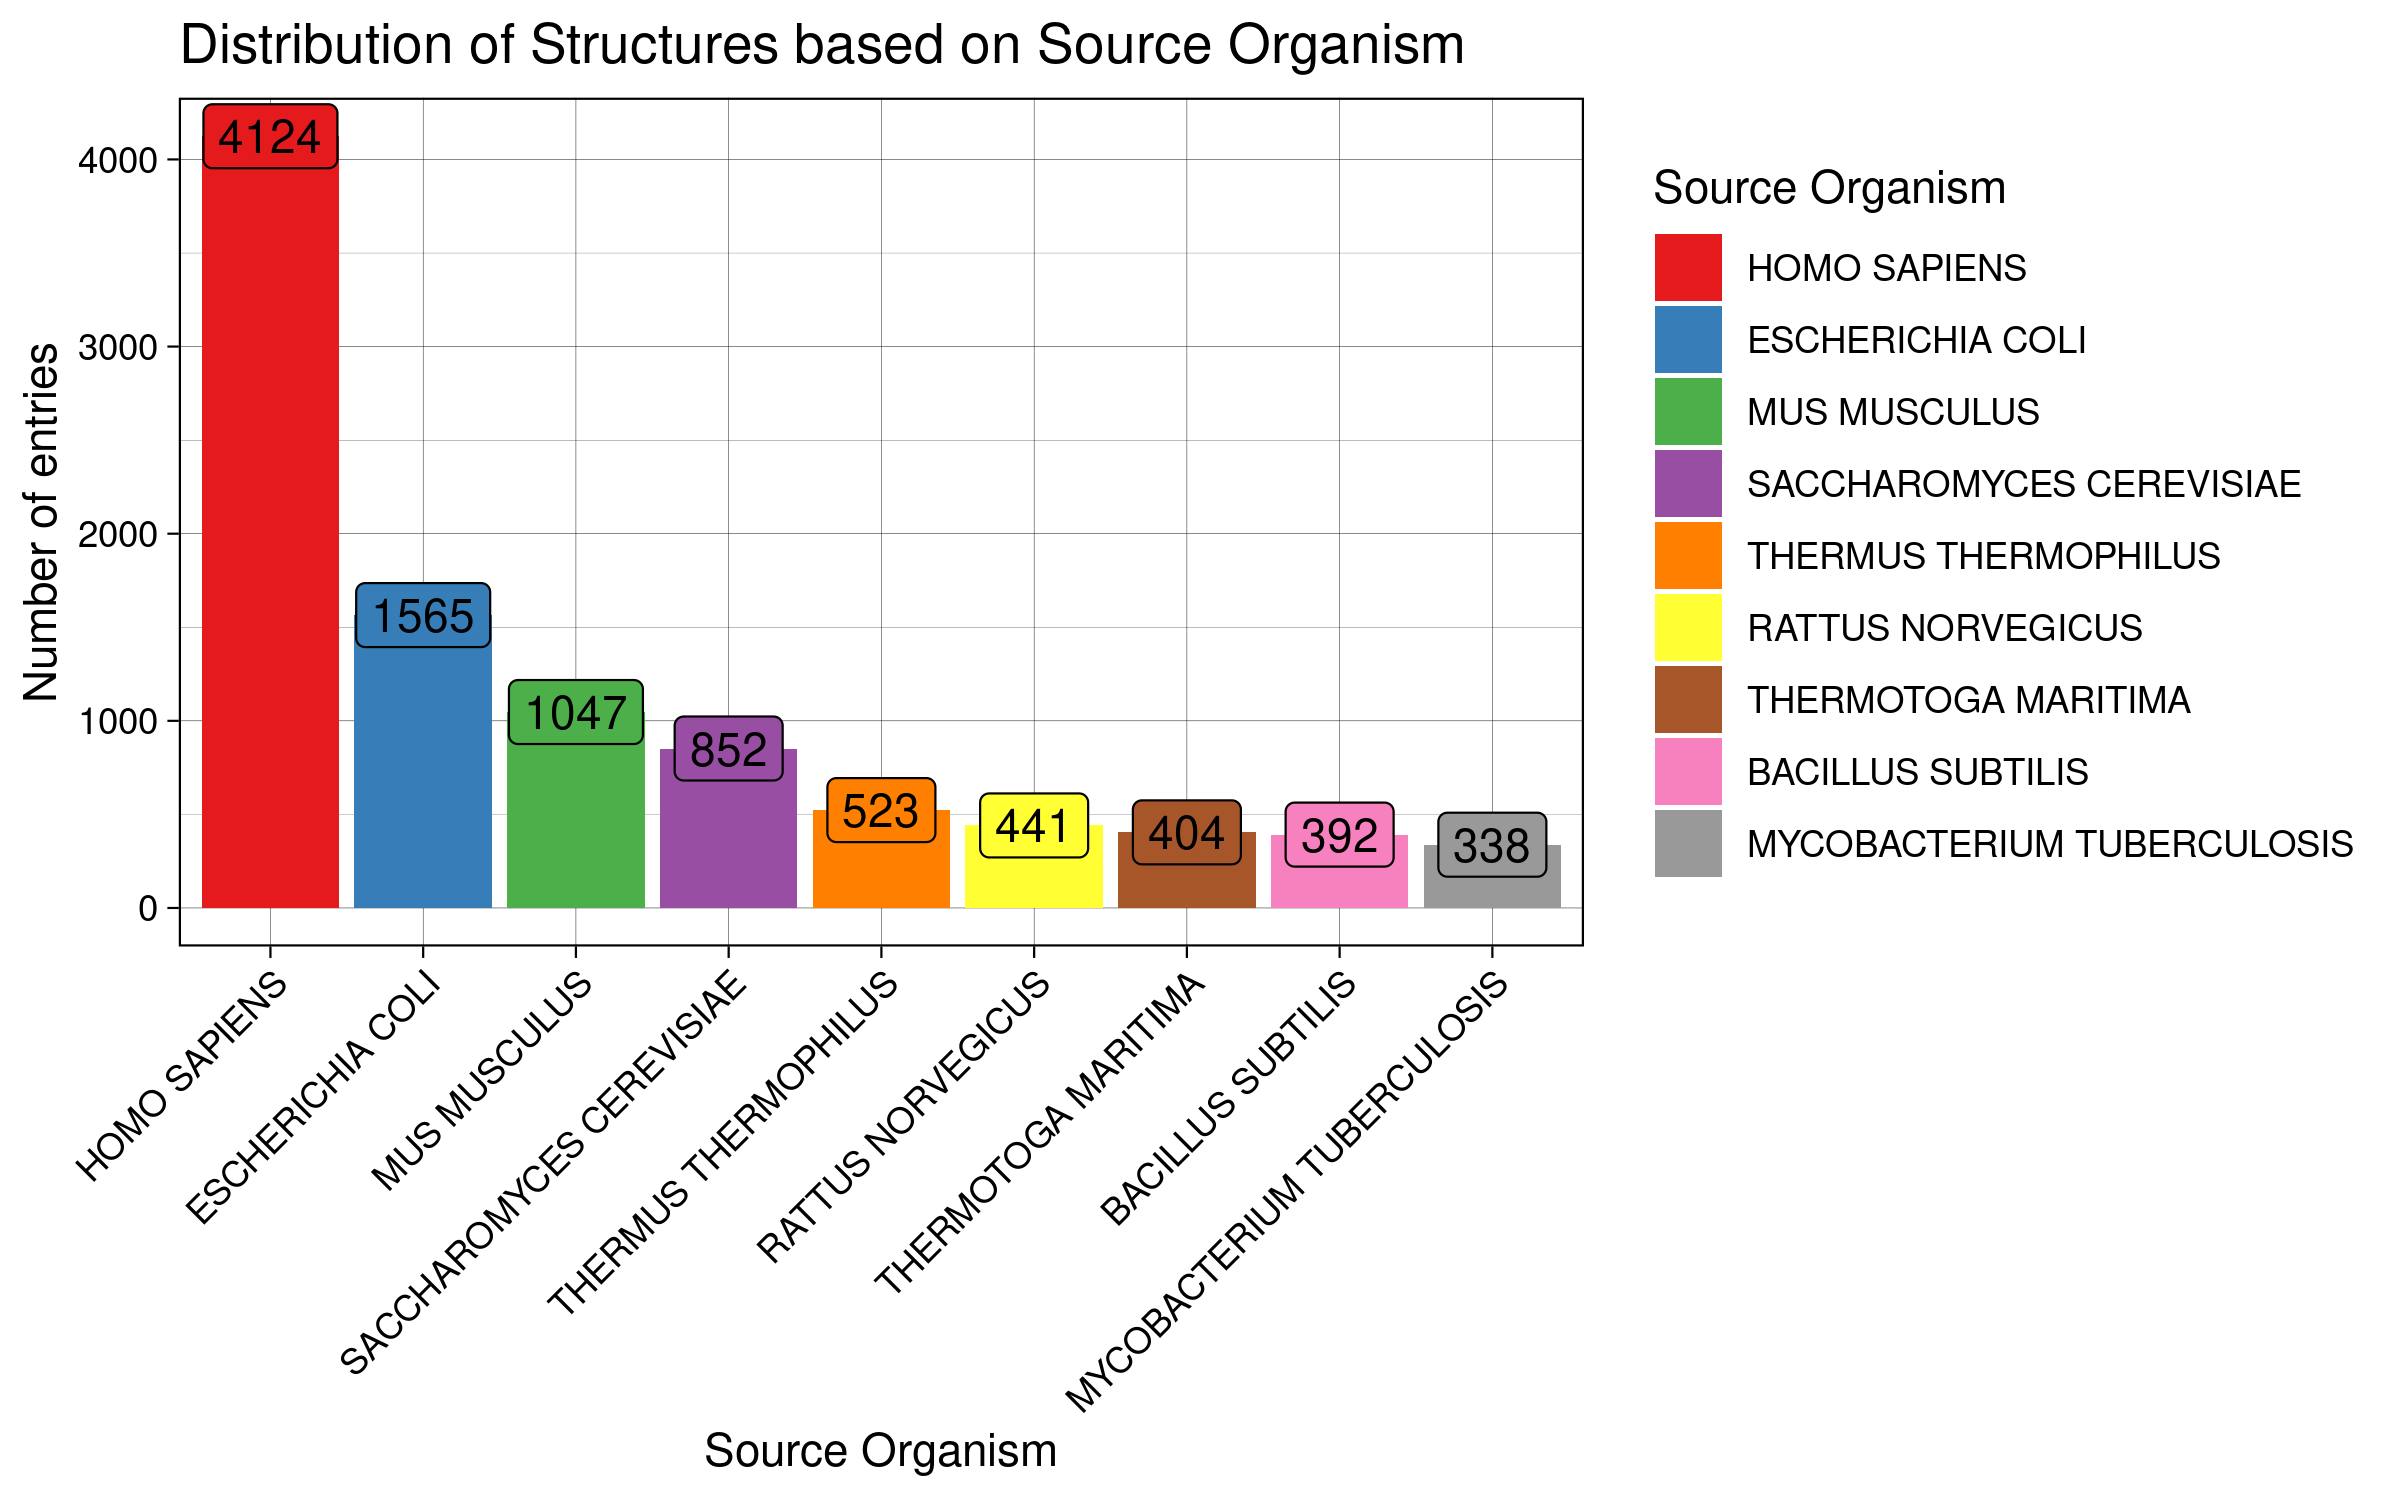 Distribution of Structures based on Source Organism
Number of entries
4000
3000
2000
1000
0
4124
1565
1047
852
523
441
404
392
338
HOMO SAPIENS
ESCHERICHIA COLI
MUS MUSCULUS
SACCHAROMYCES CEREVISIAE
THERMUS THERMOPHILUS
RATTUS NORVEGICUS
THERMOTOGA MARITIMA
BACILLUS SUBTILIS
MYCOBACTERIUM TUBERCULOSIS
Source Organism
Source Organism
HOMO SAPIENS
ESCHERICHIA COLI
MUS MUSCULUS
SACCHAROMYCES CEREVISIAE
THERMUS THERMOPHILUS
RATTUS NORVEGICUS
THERMOTOGA MARITIMA
BACILLUS SUBTILIS
MYCOBACTERIUM TUBERCULOSIS